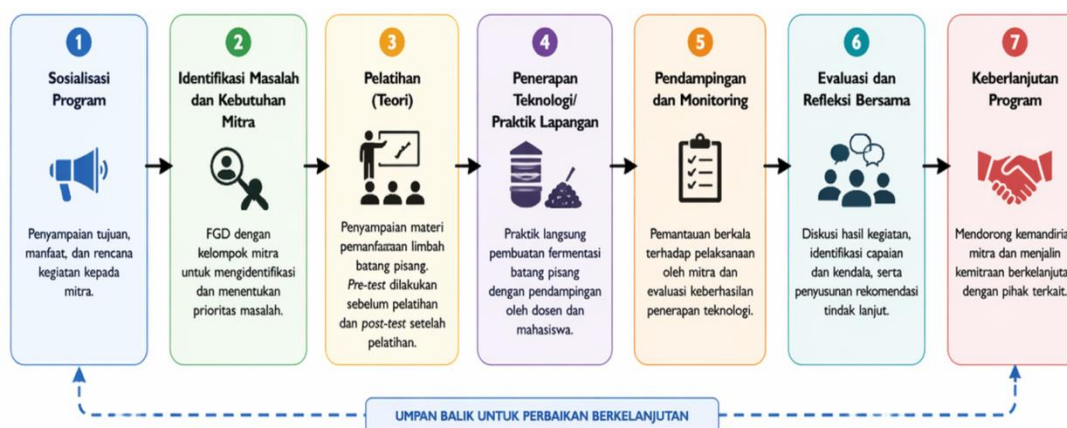 1
Sosialisasi
Program
Penyampaian tujuan,
manfaat, dan rencana
kegiatan kepada
mitra.
2
Identifikasi Masalah
dan Kebutuhan
Mitra
FGD dengan
kelompok mitra
untuk mengidentifikasi
dan menentukan
prioritas masalah.
3
Pelatihan
(Teori)
Penyampaian materi
pemanfaatan limbah
batang pisang.
Pre-test dilakukan
sebelum pelatihan
dan post-test setelah
pelatihan.
4
Penerapan
Teknologi/
Praktik Lapangan
Praktik langsung
pembuatan fermentasi
batang pisang
dengan pendampingan
oleh dosen dan
mahasiswa.
5
Pendampingan
dan Monitoring
Pemantauan berkala
terhadap pelaksanaan
oleh mitra dan
evaluasi keberhasilan
penerapan teknologi.
6
Evaluasi dan
Refleksi Bersama
Diskusi hasil kegiatan,
identifikasi capaian
dan kendala, serta
penyusunan rekomendasi
tindak lanjut.
7
Keberlanjutan
Program
Mendorong kemandiria
mitra dan menjalin
kemitraan berkelanjuta
dengan pihak terkait.
UMPAN BALIK UNTUK PERBAIKAN BERKELANJUTAN